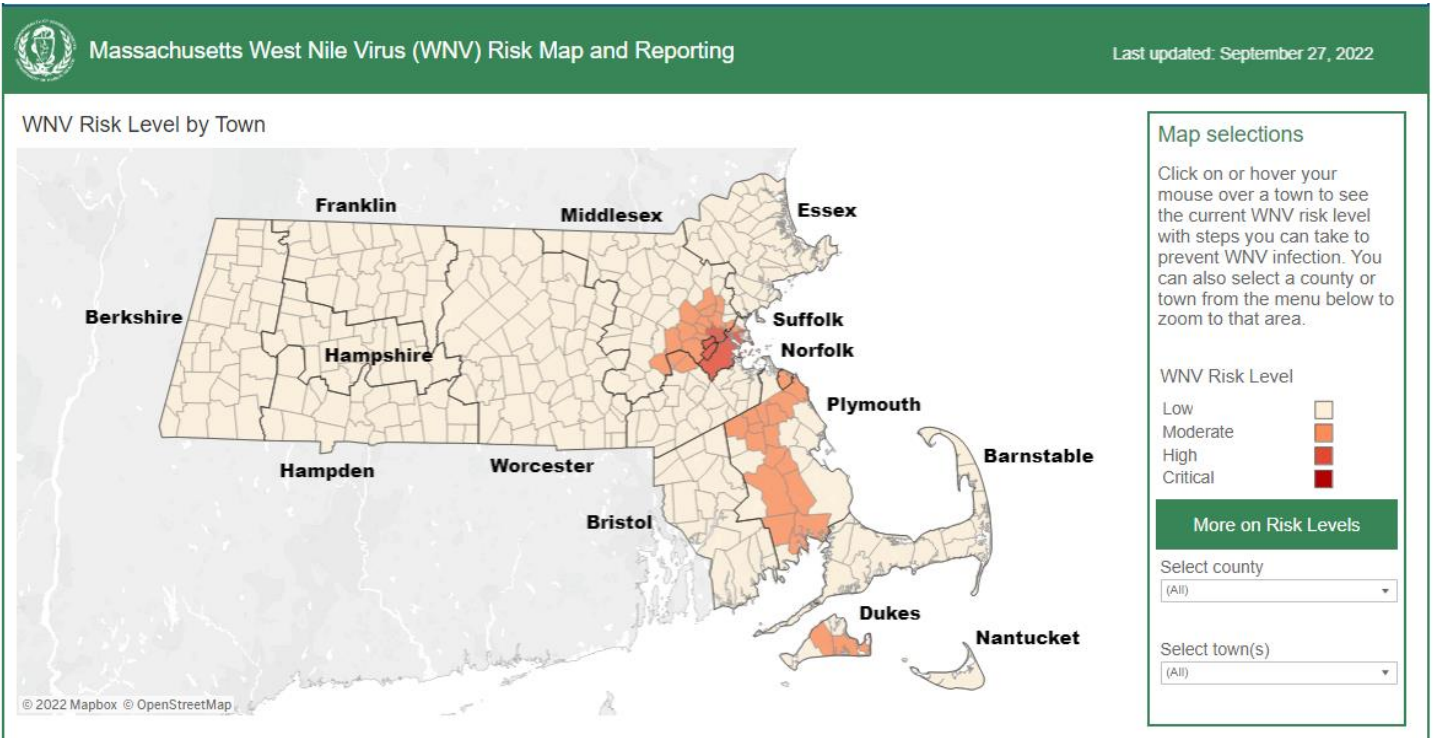 Massachusetts West Nile Virus (WNV) Risk Map and Reporting
Last updated: September 27, 2022
WNV Risk Level by Town
Franklin
Middlesex
Essex
Berkshire
Hampshire
Suffolk
Norfolk
Plymouth
Hampden
Worcester
Barnstable
Bristol
Dukes
Nantucket
© 2022 Mapbox © OpenStreetMap
Map selections
Click on or hover your
mouse over a town to see
the current WNV risk level
with steps you can take to
prevent WNV infection. You
can also select a county or
town from the menu below to
zoom to that area.
WNV Risk Level
Low
Moderate
High
Critical
More on Risk Levels
Select county
(All)
Select town(s)
(All)